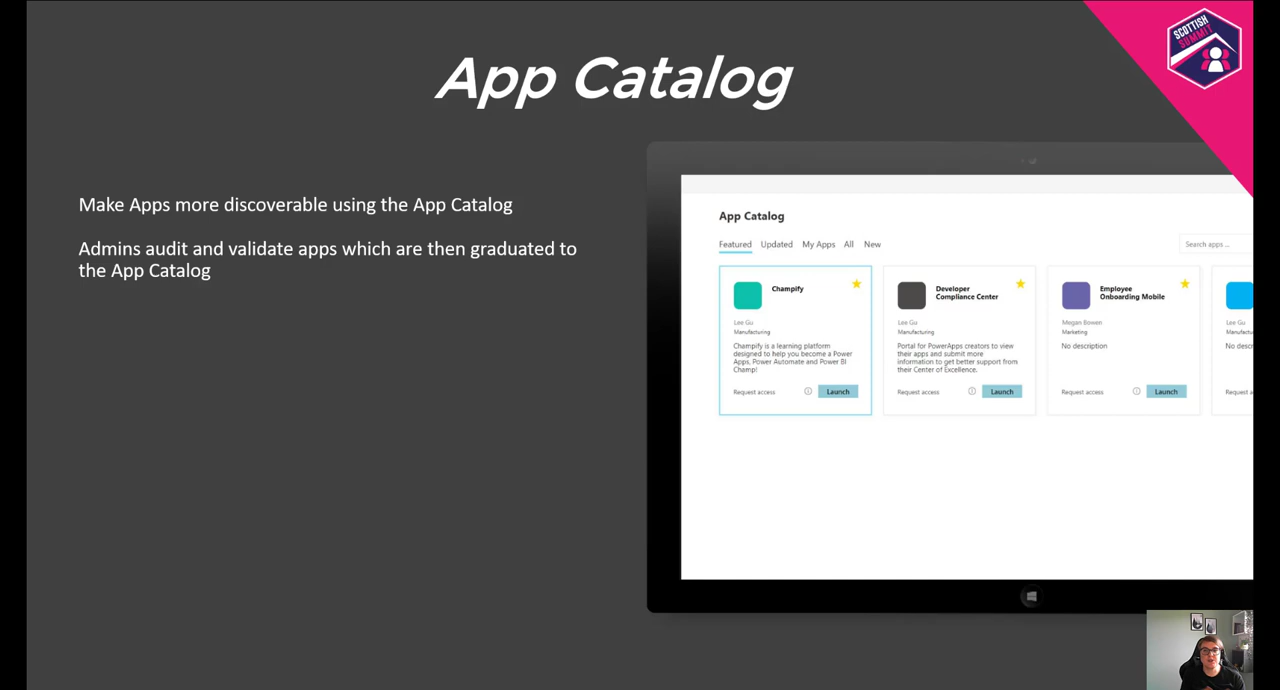 App Catalog
SCOTTISH
SUMMIT
Make Apps more discoverable using the App Catalog
Admins audit and validate apps which are then graduated to
the App Catalog
App Catalog
Featured Updated My Apps All New
Search apps ...
Champify
Lee Gu
Manufacturing
Champify is a learning platform
designed to help you become a Power
Apps, Power Automate and Power BI
Champ!
Request access Launch
Developer
Compliance Center
Lee Gu
Manufacturing
Portal for PowerApps creators to view
their apps and submit more
information to get better support from
their Center of Excellence.
Request access Launch
Employee
Onboarding Mobile
Megan Bowen
Marketing
No description
Request access Launch
Lee Gu
Manufacturing
No descr
Request a